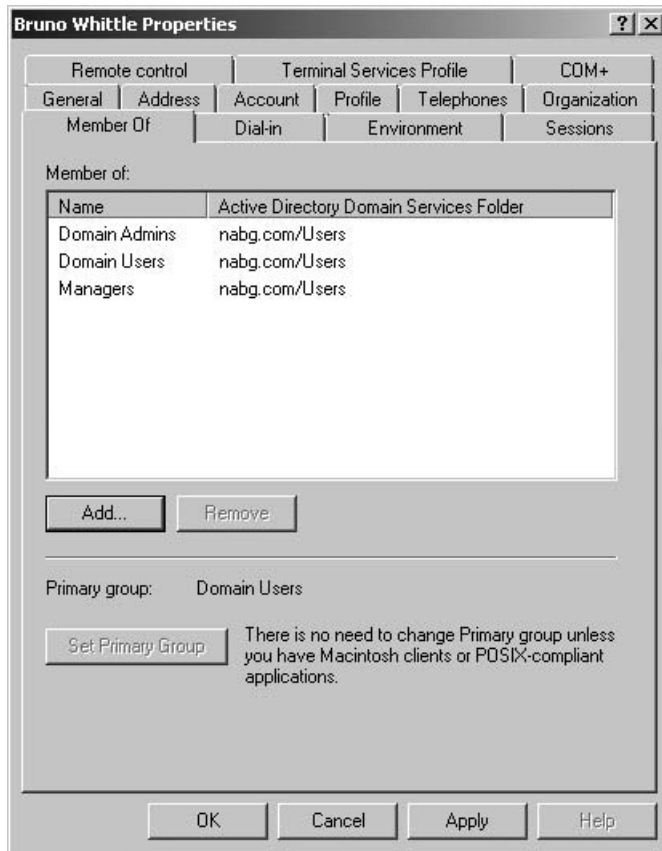 Bruno Whittle Properties
Remote control Terminal Services Profile COM+
General Address Account Profile Telephones Organization
Member Of Dial-in Environment Sessions
Member of:
Name Active Directory Domain Services Folder
Domain Admins nabg.com/Users
Domain Users nabg.com/Users
Managers nabg.com/Users
Add... Remove
Primary group: Domain Users
Set Primary Group
There is no need to change Primary group unless
you have Macintosh clients or POSIX-compliant
applications.
OK Cancel Apply Help